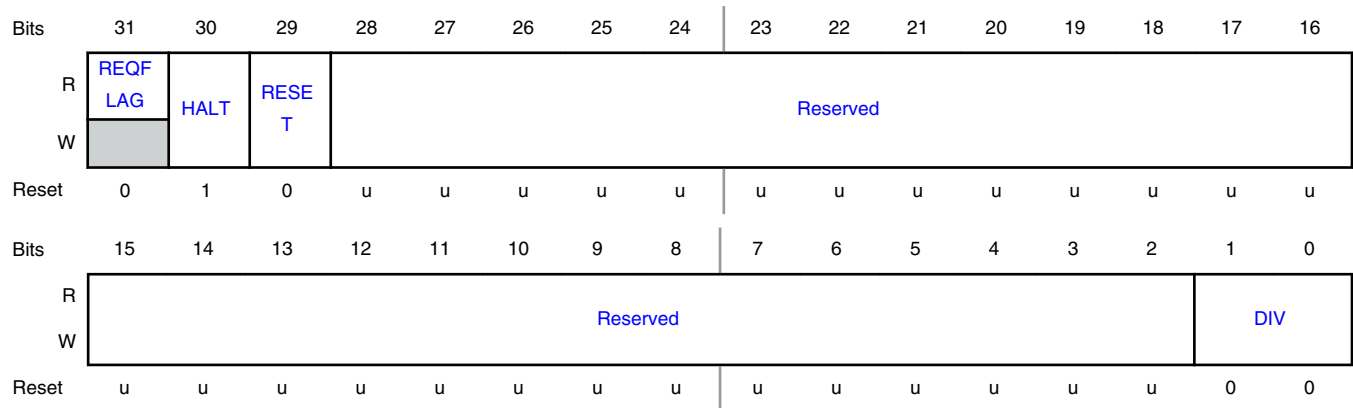 Bits 31 30 29 28 27 26 25 24 23 22 21 20 19 18 17 16
R REQF
LAG HALT RESE
T Reserved
W
Reset 0 1 0 u u u u u u u u u u u u u
Bits 15 14 13 12 11 10 9 8 7 6 5 4 3 2 1 0
R
Reserved DIV
W
Reset u u u u u u u u u u u u u u 0 0